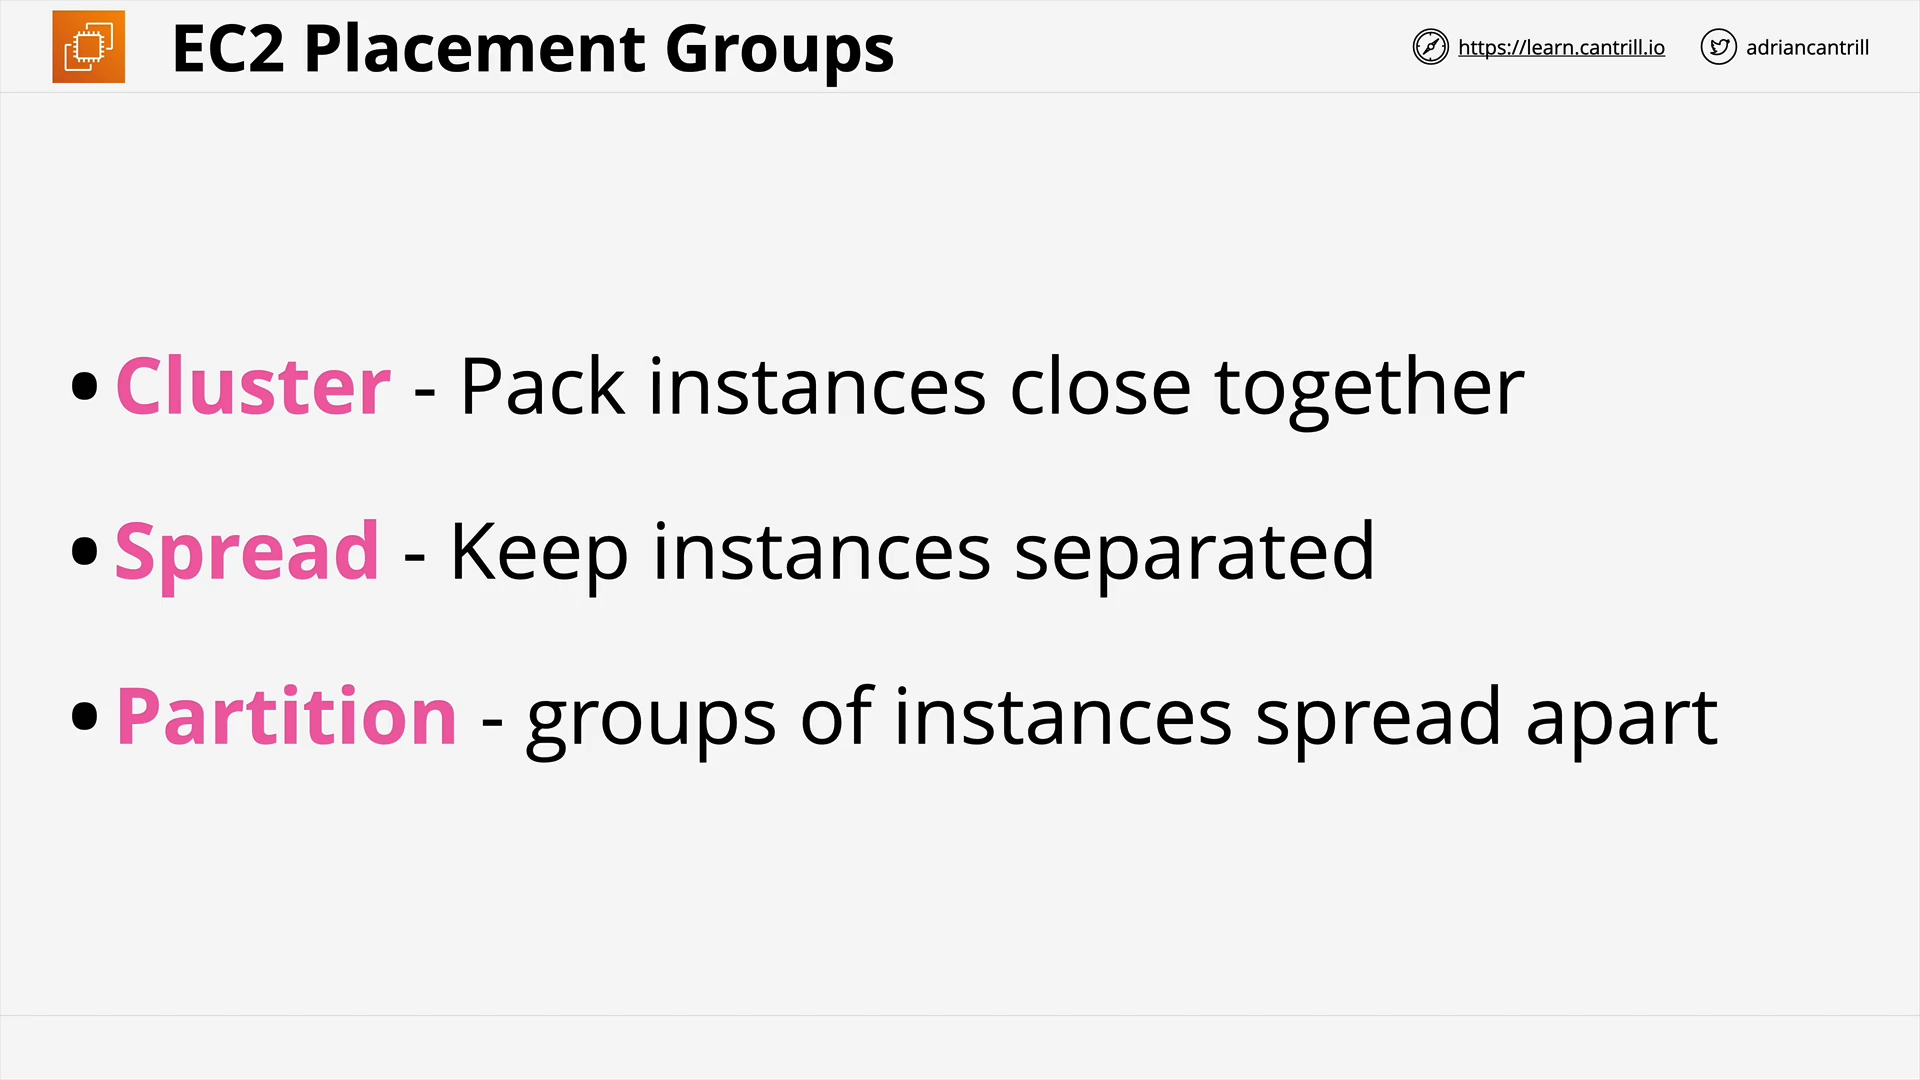 EC2 Placement Groups
https://learn.cantrill.io
adriancantrill
• Cluster - Pack instances close together
• Spread - Keep instances separated
• Partition - groups of instances spread apart